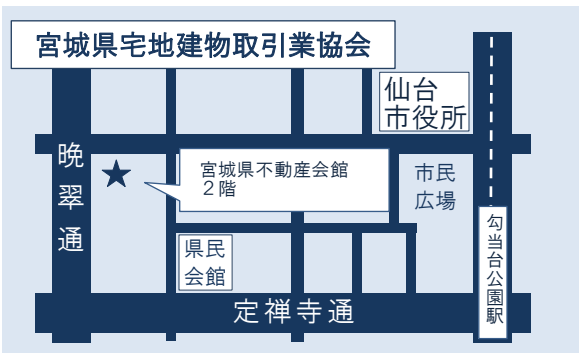 宮城県宅地建物取引業協会
仙台
市役所
晩翠通
宮城県不動産会館
２階
市民
広場
県民
会館
勾当台公園駅
定禅寺通